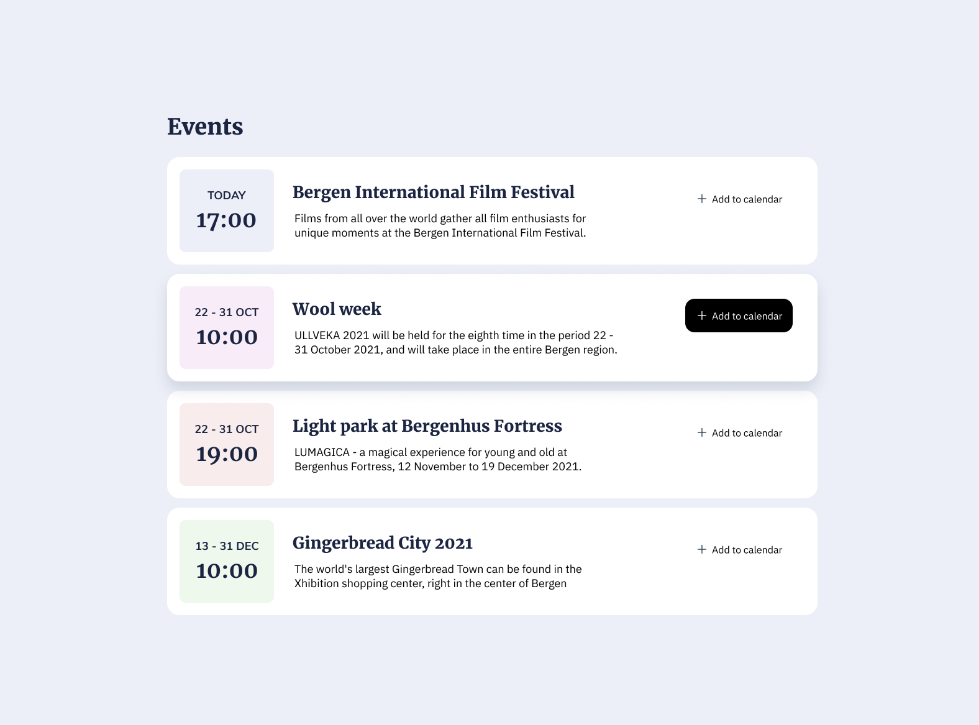 Events
TODAY
17:00
Bergen International Film Festival
Films from all over the world gather all film enthusiasts for
unique moments at the Bergen International Film Festival.
+ Add to calendar
22 - 31 OCT
10:00
Wool week
ULLVEKA 2021 will be held for the eighth time in the period 22 -
31 October 2021, and will take place in the entire Bergen region.
+ Add to calendar
22 - 31 OCT
19:00
Light park at Bergenhus Fortress
LUMAGICA - a magical experience for young and old at
Bergenhus Fortress, 12 November to 19 December 2021.
+ Add to calendar
13 - 31 DEC
10:00
Gingerbread City 2021
The world's largest Gingerbread Town can be found in the
Xhibition shopping center, right in the center of Bergen
+ Add to calendar